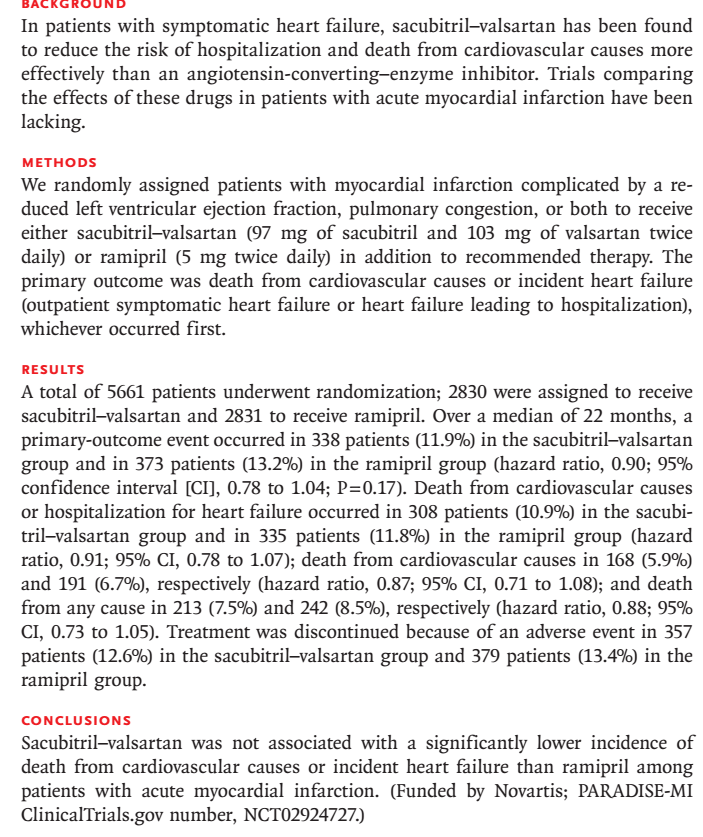 BACKGROUND
In patients with symptomatic heart failure, sacubitril–valsartan has been found
to reduce the risk of hospitalization and death from cardiovascular causes more
effectively than an angiotensin-converting–enzyme inhibitor. Trials comparing
the effects of these drugs in patients with acute myocardial infarction have been
lacking.
METHODS
We randomly assigned patients with myocardial infarction complicated by a re-
duced left ventricular ejection fraction, pulmonary congestion, or both to receive
either sacubitril–valsartan (97 mg of sacubitril and 103 mg of valsartan twice
daily) or ramipril (5 mg twice daily) in addition to recommended therapy. The
primary outcome was death from cardiovascular causes or incident heart failure
(outpatient symptomatic heart failure or heart failure leading to hospitalization),
whichever occurred first.
RESULTS
A total of 5661 patients underwent randomization; 2830 were assigned to receive
sacubitril–valsartan and 2831 to receive ramipril. Over a median of 22 months, a
primary-outcome event occurred in 338 patients (11.9%) in the sacubitril–valsartan
group and in 373 patients (13.2%) in the ramipril group (hazard ratio, 0.90; 95%
confidence interval [CI], 0.78 to 1.04; P=0.17). Death from cardiovascular causes
or hospitalization for heart failure occurred in 308 patients (10.9%) in the sacubi-
tril–valsartan group and in 335 patients (11.8%) in the ramipril group (hazard
ratio, 0.91; 95% CI, 0.78 to 1.07); death from cardiovascular causes in 168 (5.9%)
and 191 (6.7%), respectively (hazard ratio, 0.87; 95% CI, 0.71 to 1.08); and death
from any cause in 213 (7.5%) and 242 (8.5%), respectively (hazard ratio, 0.88; 95%
CI, 0.73 to 1.05). Treatment was discontinued because of an adverse event in 357
patients (12.6%) in the sacubitril–valsartan group and 379 patients (13.4%) in the
ramipril group.
CONCLUSIONS
Sacubitril–valsartan was not associated with a significantly lower incidence of
death from cardiovascular causes or incident heart failure than ramipril among
patients with acute myocardial infarction. (Funded by Novartis; PARADISE-MI
ClinicalTrials.gov number, NCT02924727.)